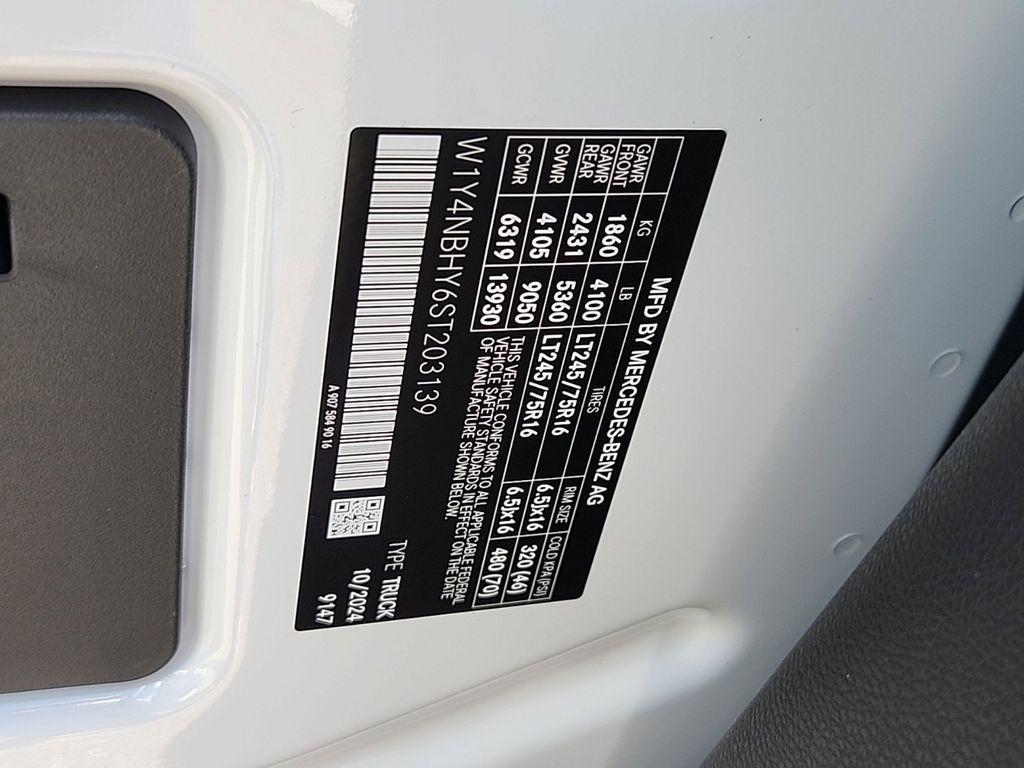 MFD BY MERCEDES-BENZ AG
KG LB TIRES RIM SIZE COLD KPA (PSI)
GAWR FRONT 1860 4100 LT245/75R16 6.5Jx16 320 (46)
GAWR REAR 2431 5360 LT245/75R16 6.5Jx16 480 (70)
GVWR 4105 9050
GCWR 6319 13930
THIS VEHICLE CONFORMS TO ALL APPLICABLE FEDERAL
VEHICLE SAFETY STANDARDS IN EFFECT ON THE DATE
OF MANUFACTURE SHOWN BELOW.
W1Y4NBHY6ST203139
TYPE TRUCK
10/2024
9147
A 907 584 90 16